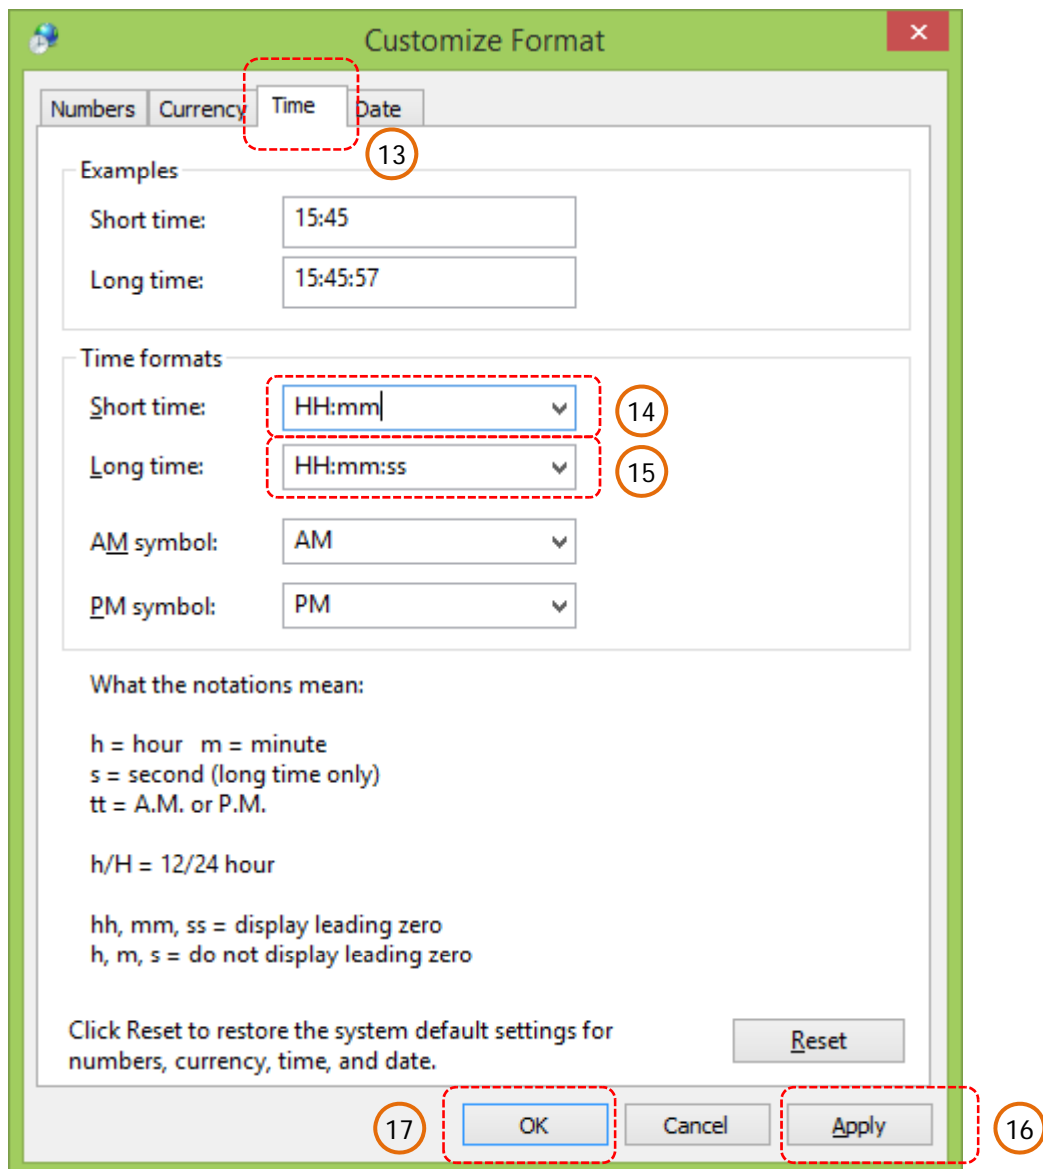 Customize Format
Numbers Currency Time Date
13
Examples
Short time: 15:45
Long time: 15:45:57
Time formats
Short time: HH:mm 14
Long time: HH:mm:ss 15
AM symbol: AM
PM symbol: PM
What the notations mean:
h = hour m = minute
s = second (long time only)
tt = A.M. or P.M.
h/H = 12/24 hour
hh, mm, ss = display leading zero
h, m, s = do not display leading zero
Click Reset to restore the system default settings for
numbers, currency, time, and date.
Reset
17 OK Cancel Apply 16